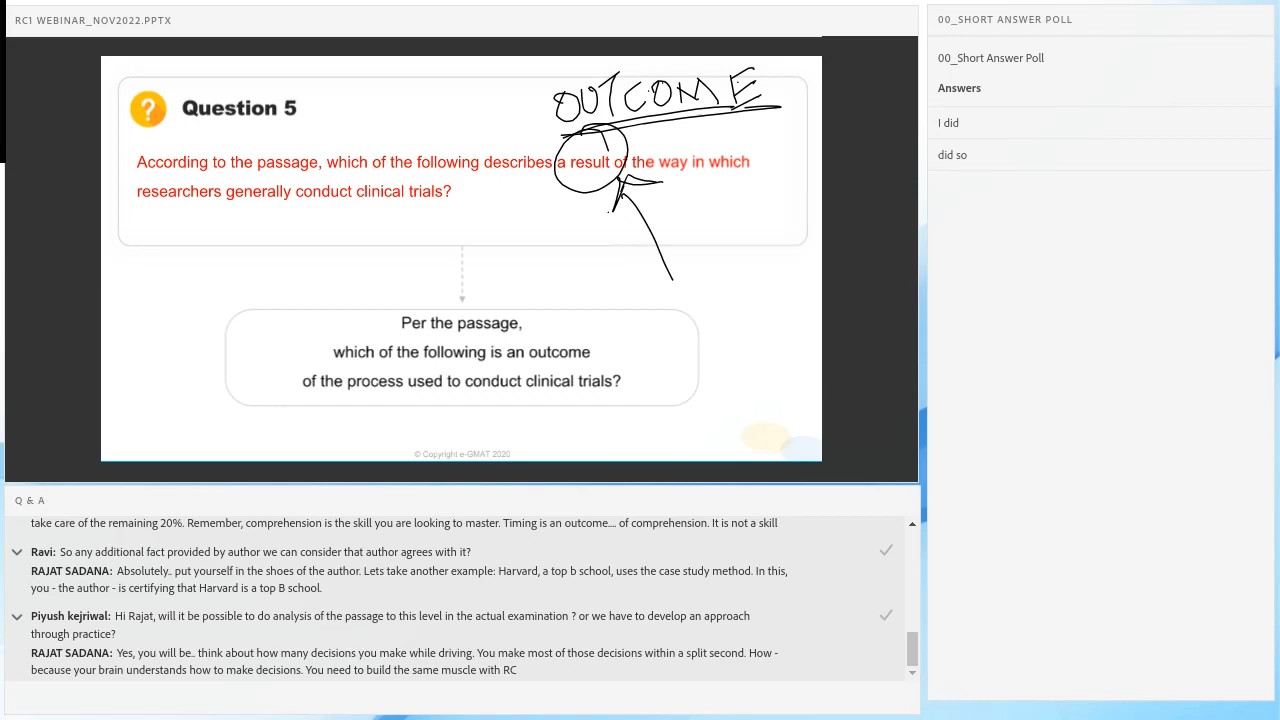 RC1 WEBINAR_NOV2022.PPTX
OUTCOME
?
Question 5
According to the passage, which of the following describes a result of the way in which
researchers generally conduct clinical trials?
Per the passage,
which of the following is an outcome
of the process used to conduct clinical trials?
© Copyright e-GMAT 2020
Q & A
take care of the remaining 20%. Remember, comprehension is the skill you are looking to master. Timing is an outcome.... of comprehension. It is not a skill
Ravi: So any additional fact provided by author we can consider that author agrees with it?
RAJAT SADANA: Absolutely.. put yourself in the shoes of the author. Lets take another example: Harvard, a top b school, uses the case study method. In this,
you - the author - is certifying that Harvard is a top B school.
Piyush kejriwal: Hi Rajat, will it be possible to do analysis of the passage to this level in the actual examination ? or we have to develop an approach
through practice?
RAJAT SADANA: Yes, you will be.. think about how many decisions you make while driving. You make most of those decisions within a split second. How -
because your brain understands how to make decisions. You need to build the same muscle with RC
00_SHORT ANSWER POLL
00_Short Answer Poll
Answers
I did
did so